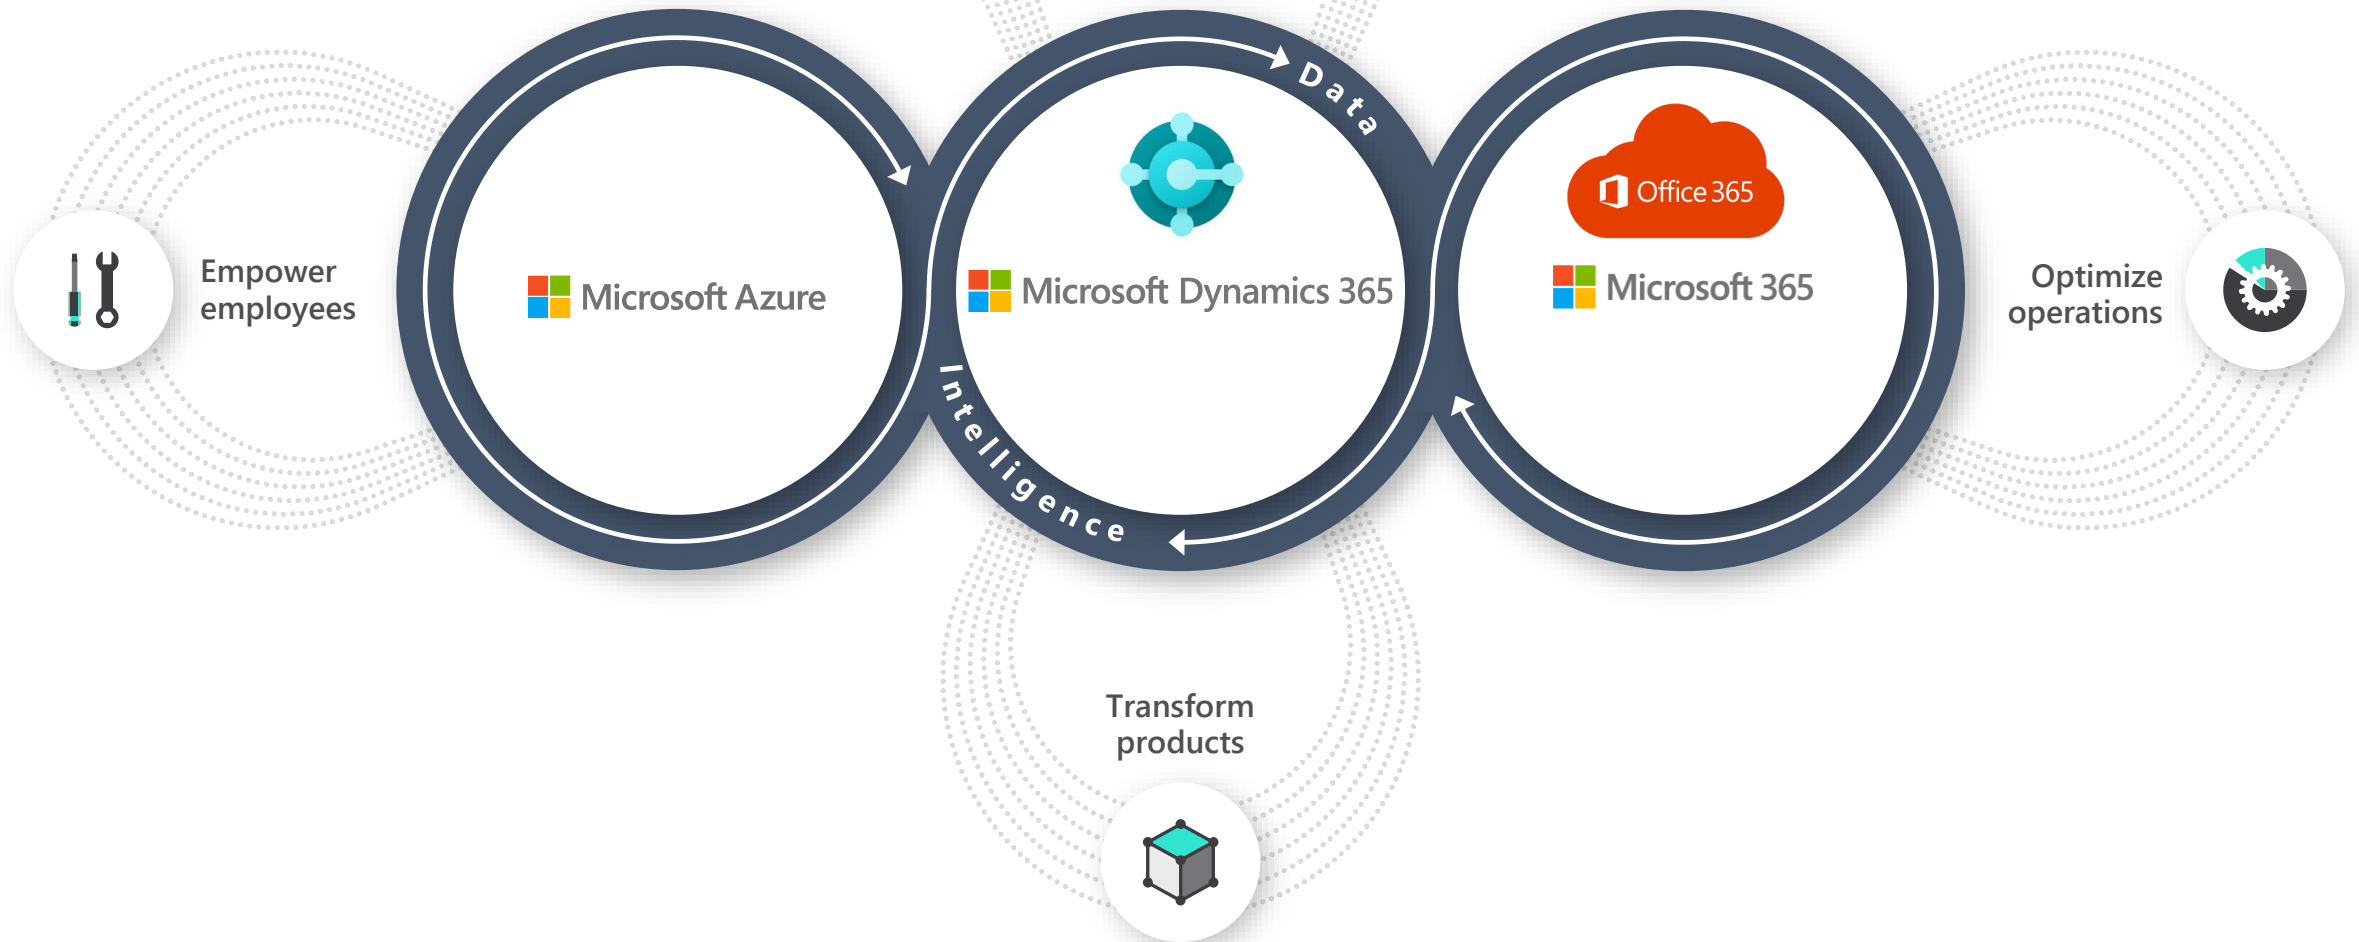 Data
Office 365
Empower
employees
Microsoft Azure
Microsoft Dynamics 365
Microsoft 365
Optimize
operations
Intelligence
Transform
products